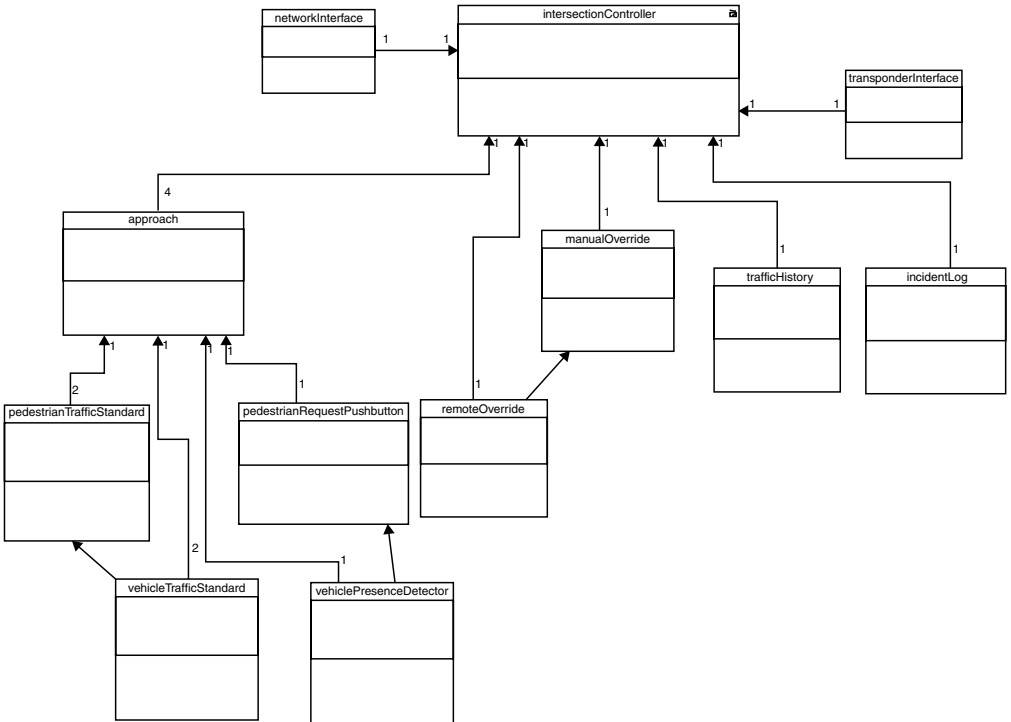 networkInterface
intersectionController
1
1
transponderInterface
1
1
1
1
1
1
1
4
approach
1
manualOverride
1
trafficHistory
1
incidentLog
1
1
1
1
2
1
1
pedestrianTrafficStandard
pedestrianRequestPushbutton
remoteOverride
2
1
vehicleTrafficStandard
vehiclePresenceDetector